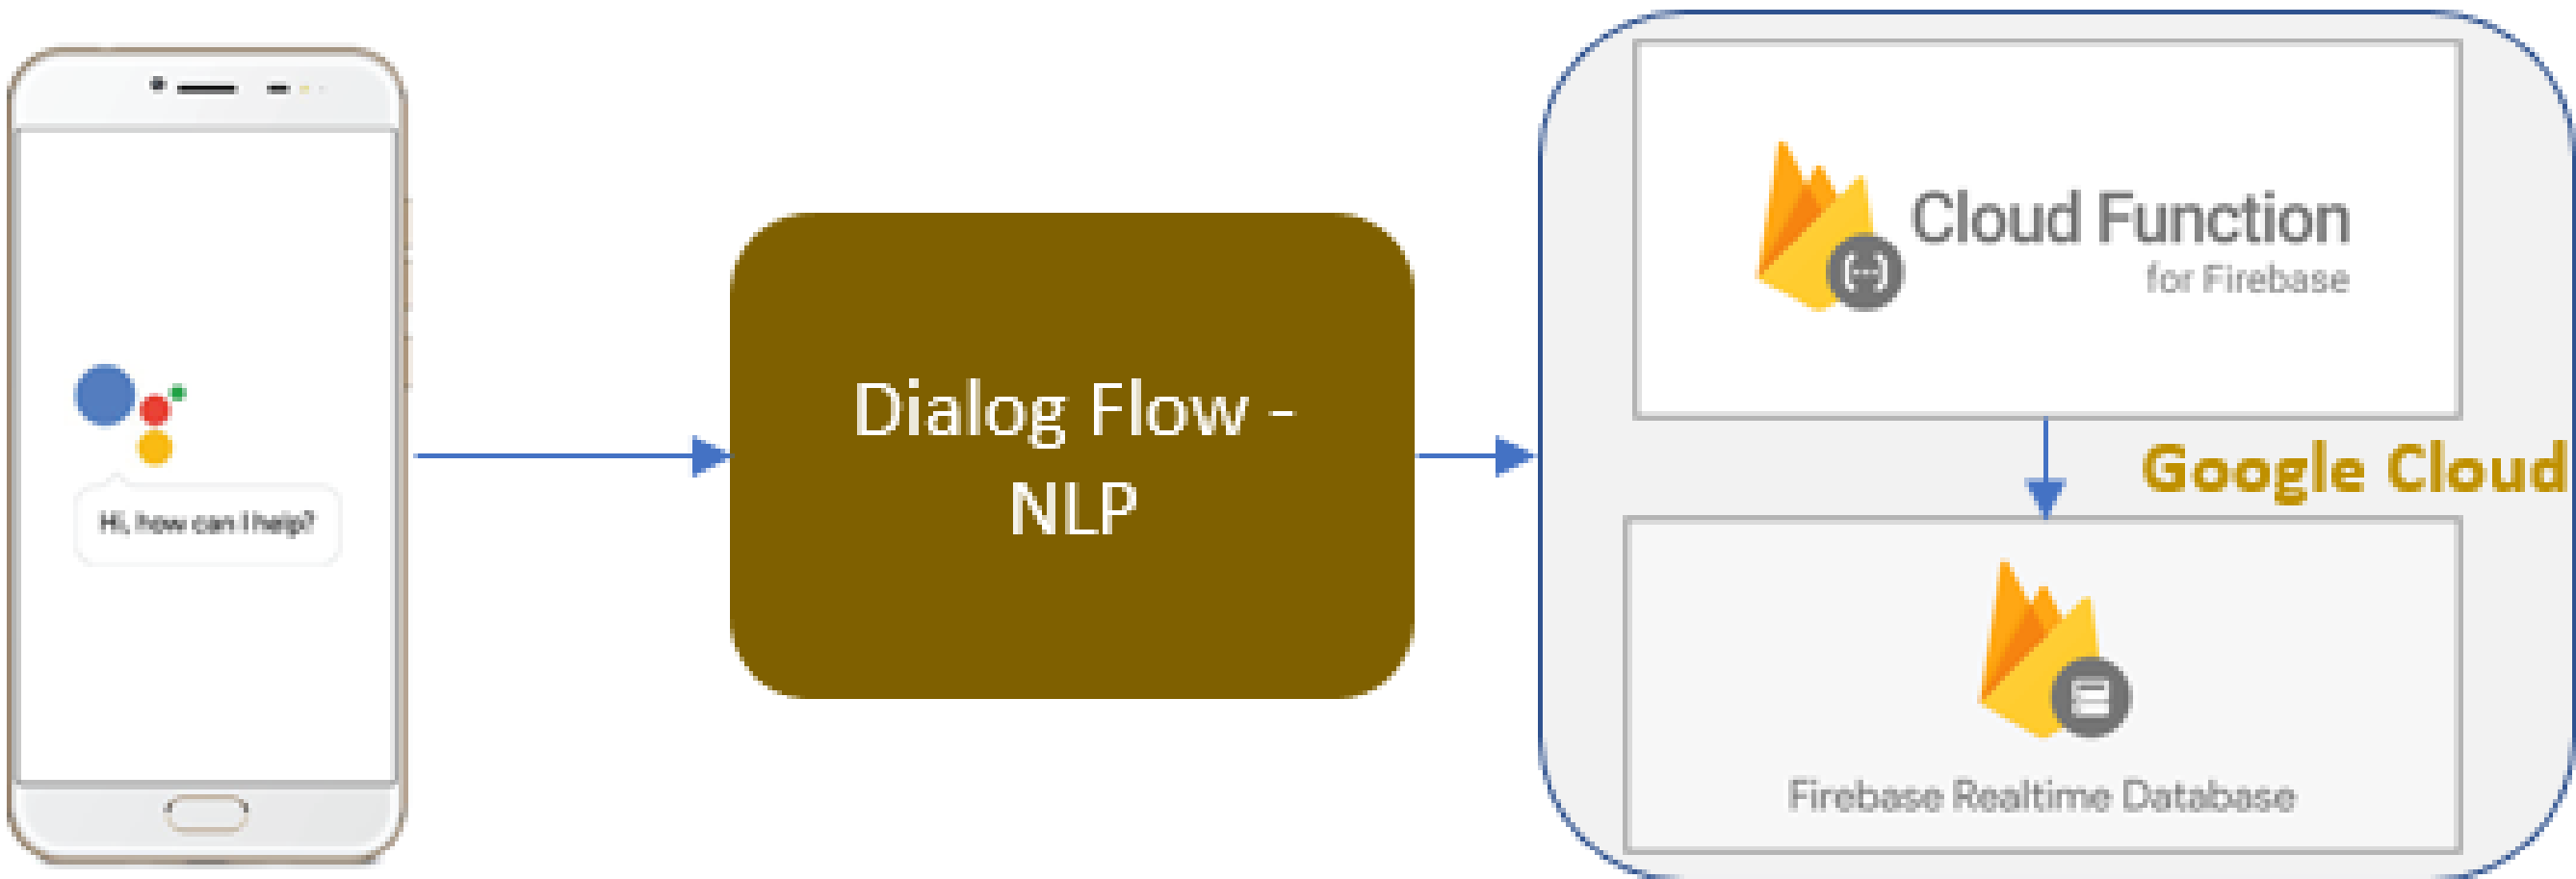 Hi, how can I help?
Dialog Flow -
NLP
Cloud Function
for Firebase
Google Cloud
Firebase Realtime Database